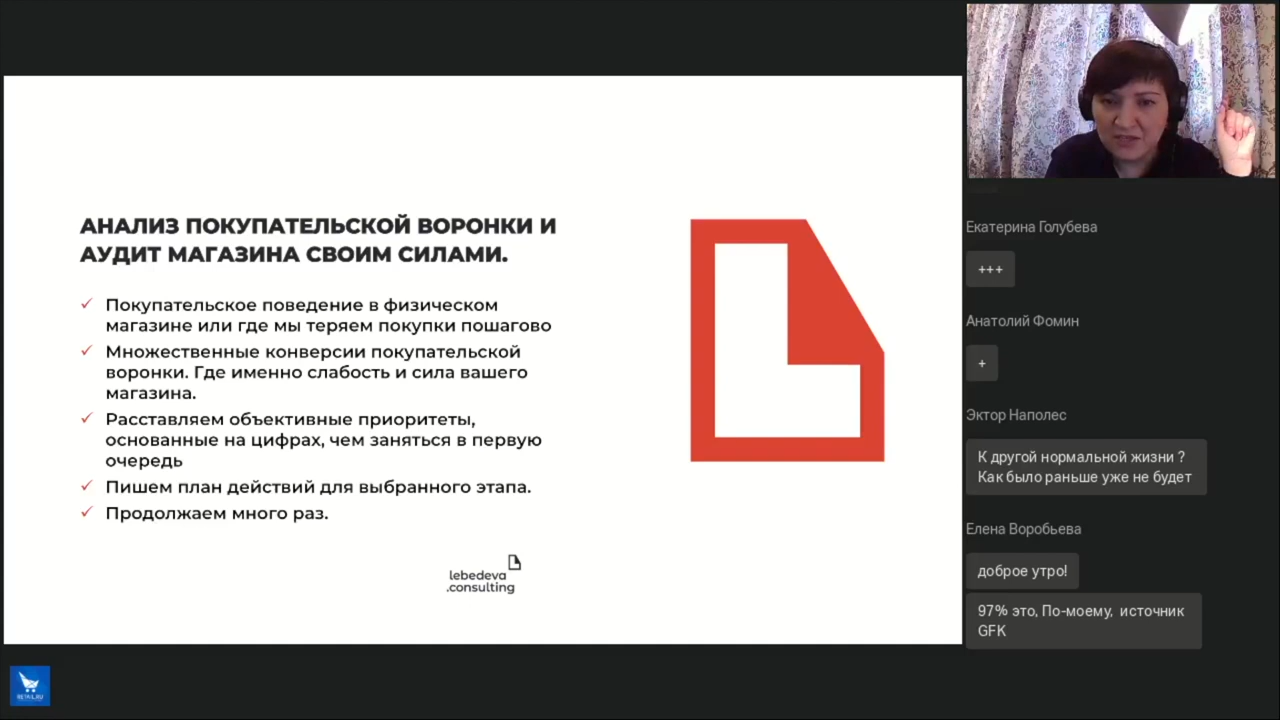 АНАЛИЗ ПОКУПАТЕЛЬСКОЙ ВОРОНКИ И
АУДИТ МАГАЗИНА СВОИМ СИЛАМИ.
Покупательское поведение в физическом
магазине или где мы теряем покупки пошагово
Множественные конверсии покупательской
воронки. Где именно слабость и сила вашего
магазина.
Расставляем объективные приоритеты,
основанные на цифрах, чем заняться в первую
очередь
Пишем план действий для выбранного этапа.
Продолжаем много раз.
lebedeva
.consulting
Екатерина Голубева
+++
Анатолий Фомин
+
Эктор Наполес
К другой нормальной жизни ?
Как было раньше уже не будет
Елена Воробьева
доброе утро!
97% это, По-моему, источник
GFK
RETAIL.RU